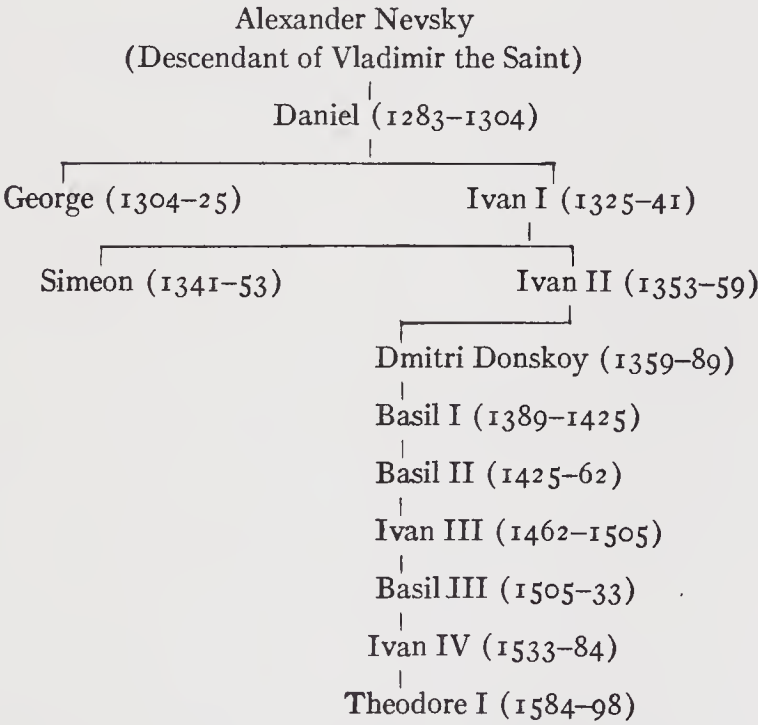 Alexander Nevsky
(Descendant of Vladimir the Saint)
Daniel (1283–1304)
George (1304–25) Ivan I (1325–41)
Simeon (1341–53) Ivan II (1353–59)
Dmitri Donskoy (1359–89)
Basil I (1389–1425)
Basil II (1425–62)
Ivan III (1462–1505)
Basil III (1505–33)
Ivan IV (1533–84)
Theodore I (1584–98)